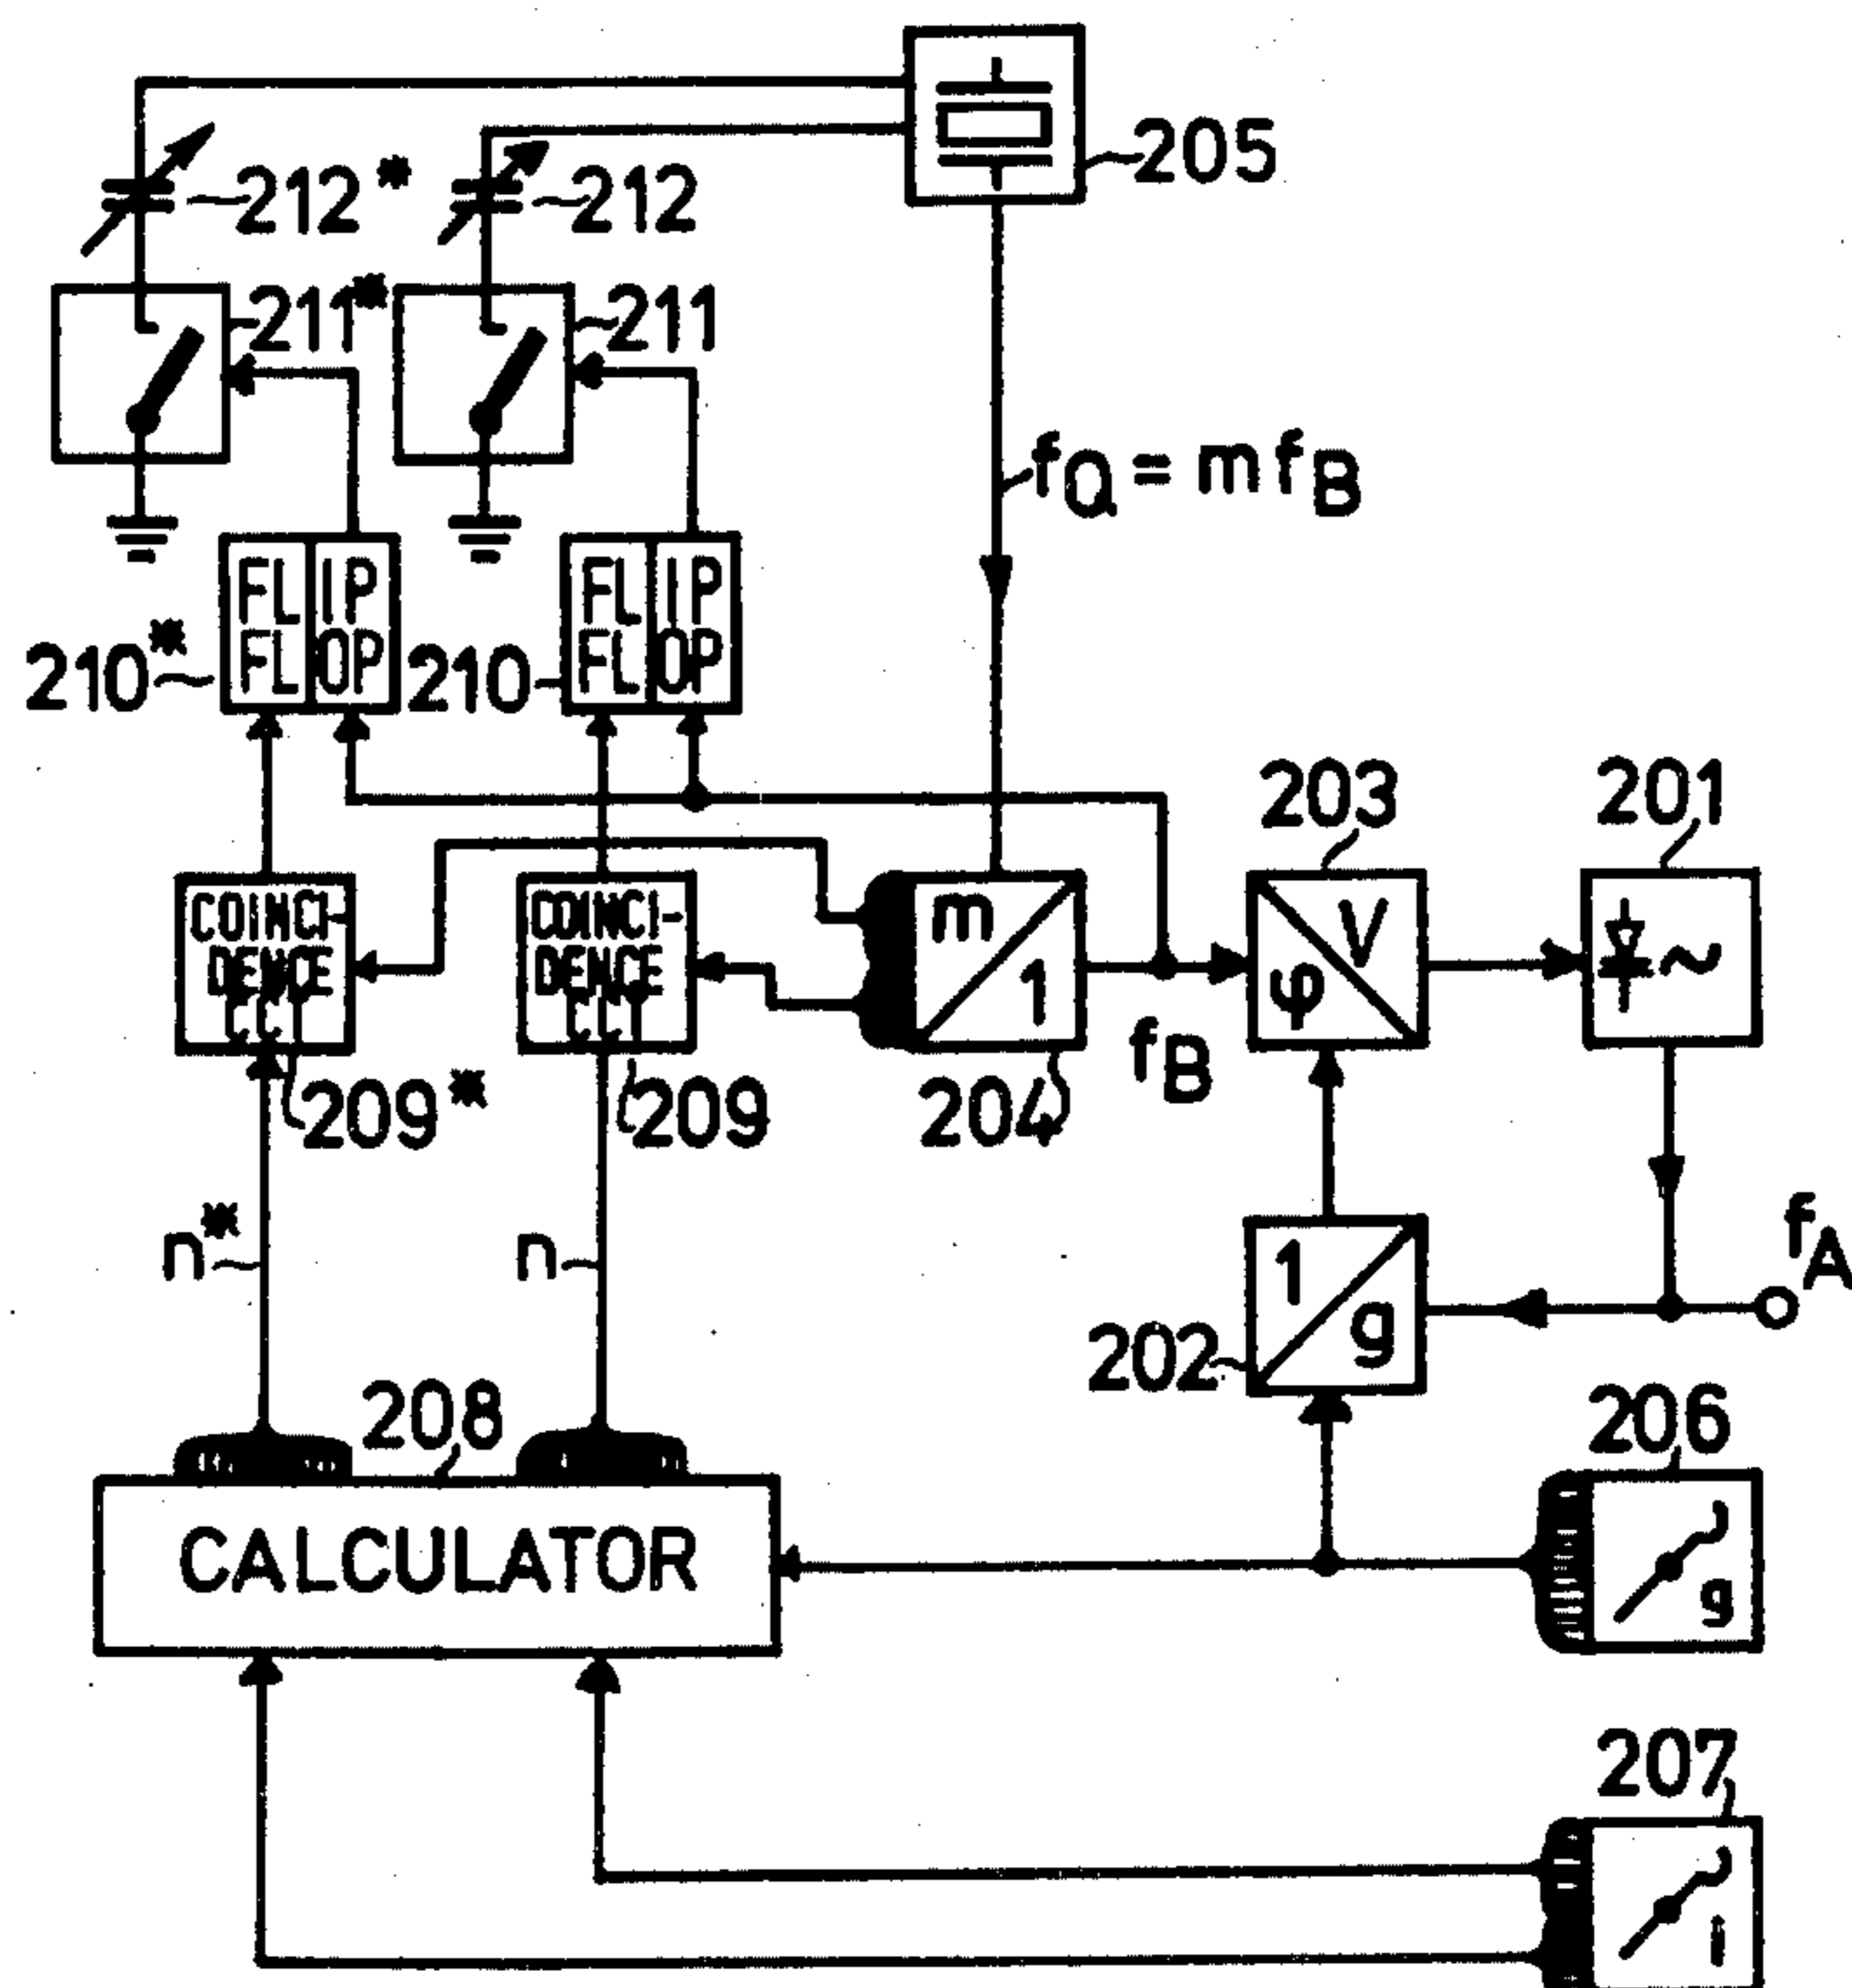 205
212*
212
211*
211
fQ = mfB
FL IP
FL OP
FL IP
FL OP
210*
210
203
201
COINCI-
DENCE
CCT
COINCI-
DENCE
CCT
m
1
φ
V
~
fB
209*
209
204
n*
n
1
g
fA
202
208
206
CALCULATOR
g
207
i